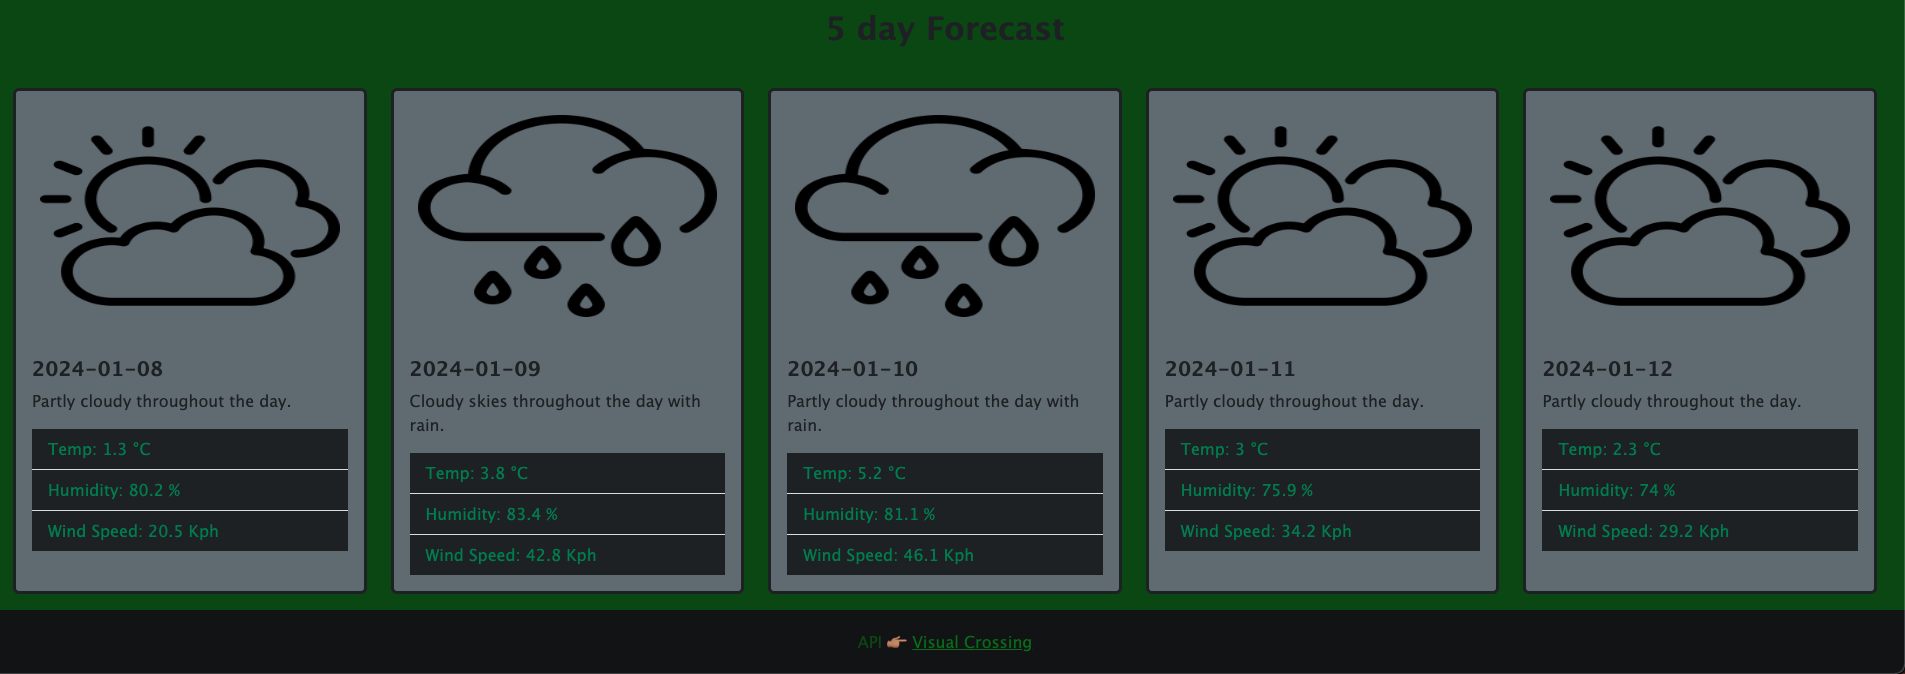 5 day Forecast
2024-01-08
Partly cloudy throughout the day.
Temp: 1.3 °C
Humidity: 80.2 %
Wind Speed: 20.5 Kph
2024-01-09
Cloudy skies throughout the day with
rain.
Temp: 3.8 °C
Humidity: 83.4 %
Wind Speed: 42.8 Kph
2024-01-10
Partly cloudy throughout the day with
rain.
Temp: 5.2 °C
Humidity: 81.1 %
Wind Speed: 46.1 Kph
2024-01-11
Partly cloudy throughout the day.
Temp: 3 °C
Humidity: 75.9 %
Wind Speed: 34.2 Kph
2024-01-12
Partly cloudy throughout the day.
Temp: 2.3 °C
Humidity: 74 %
Wind Speed: 29.2 Kph
API 👉🏽 Visual Crossing